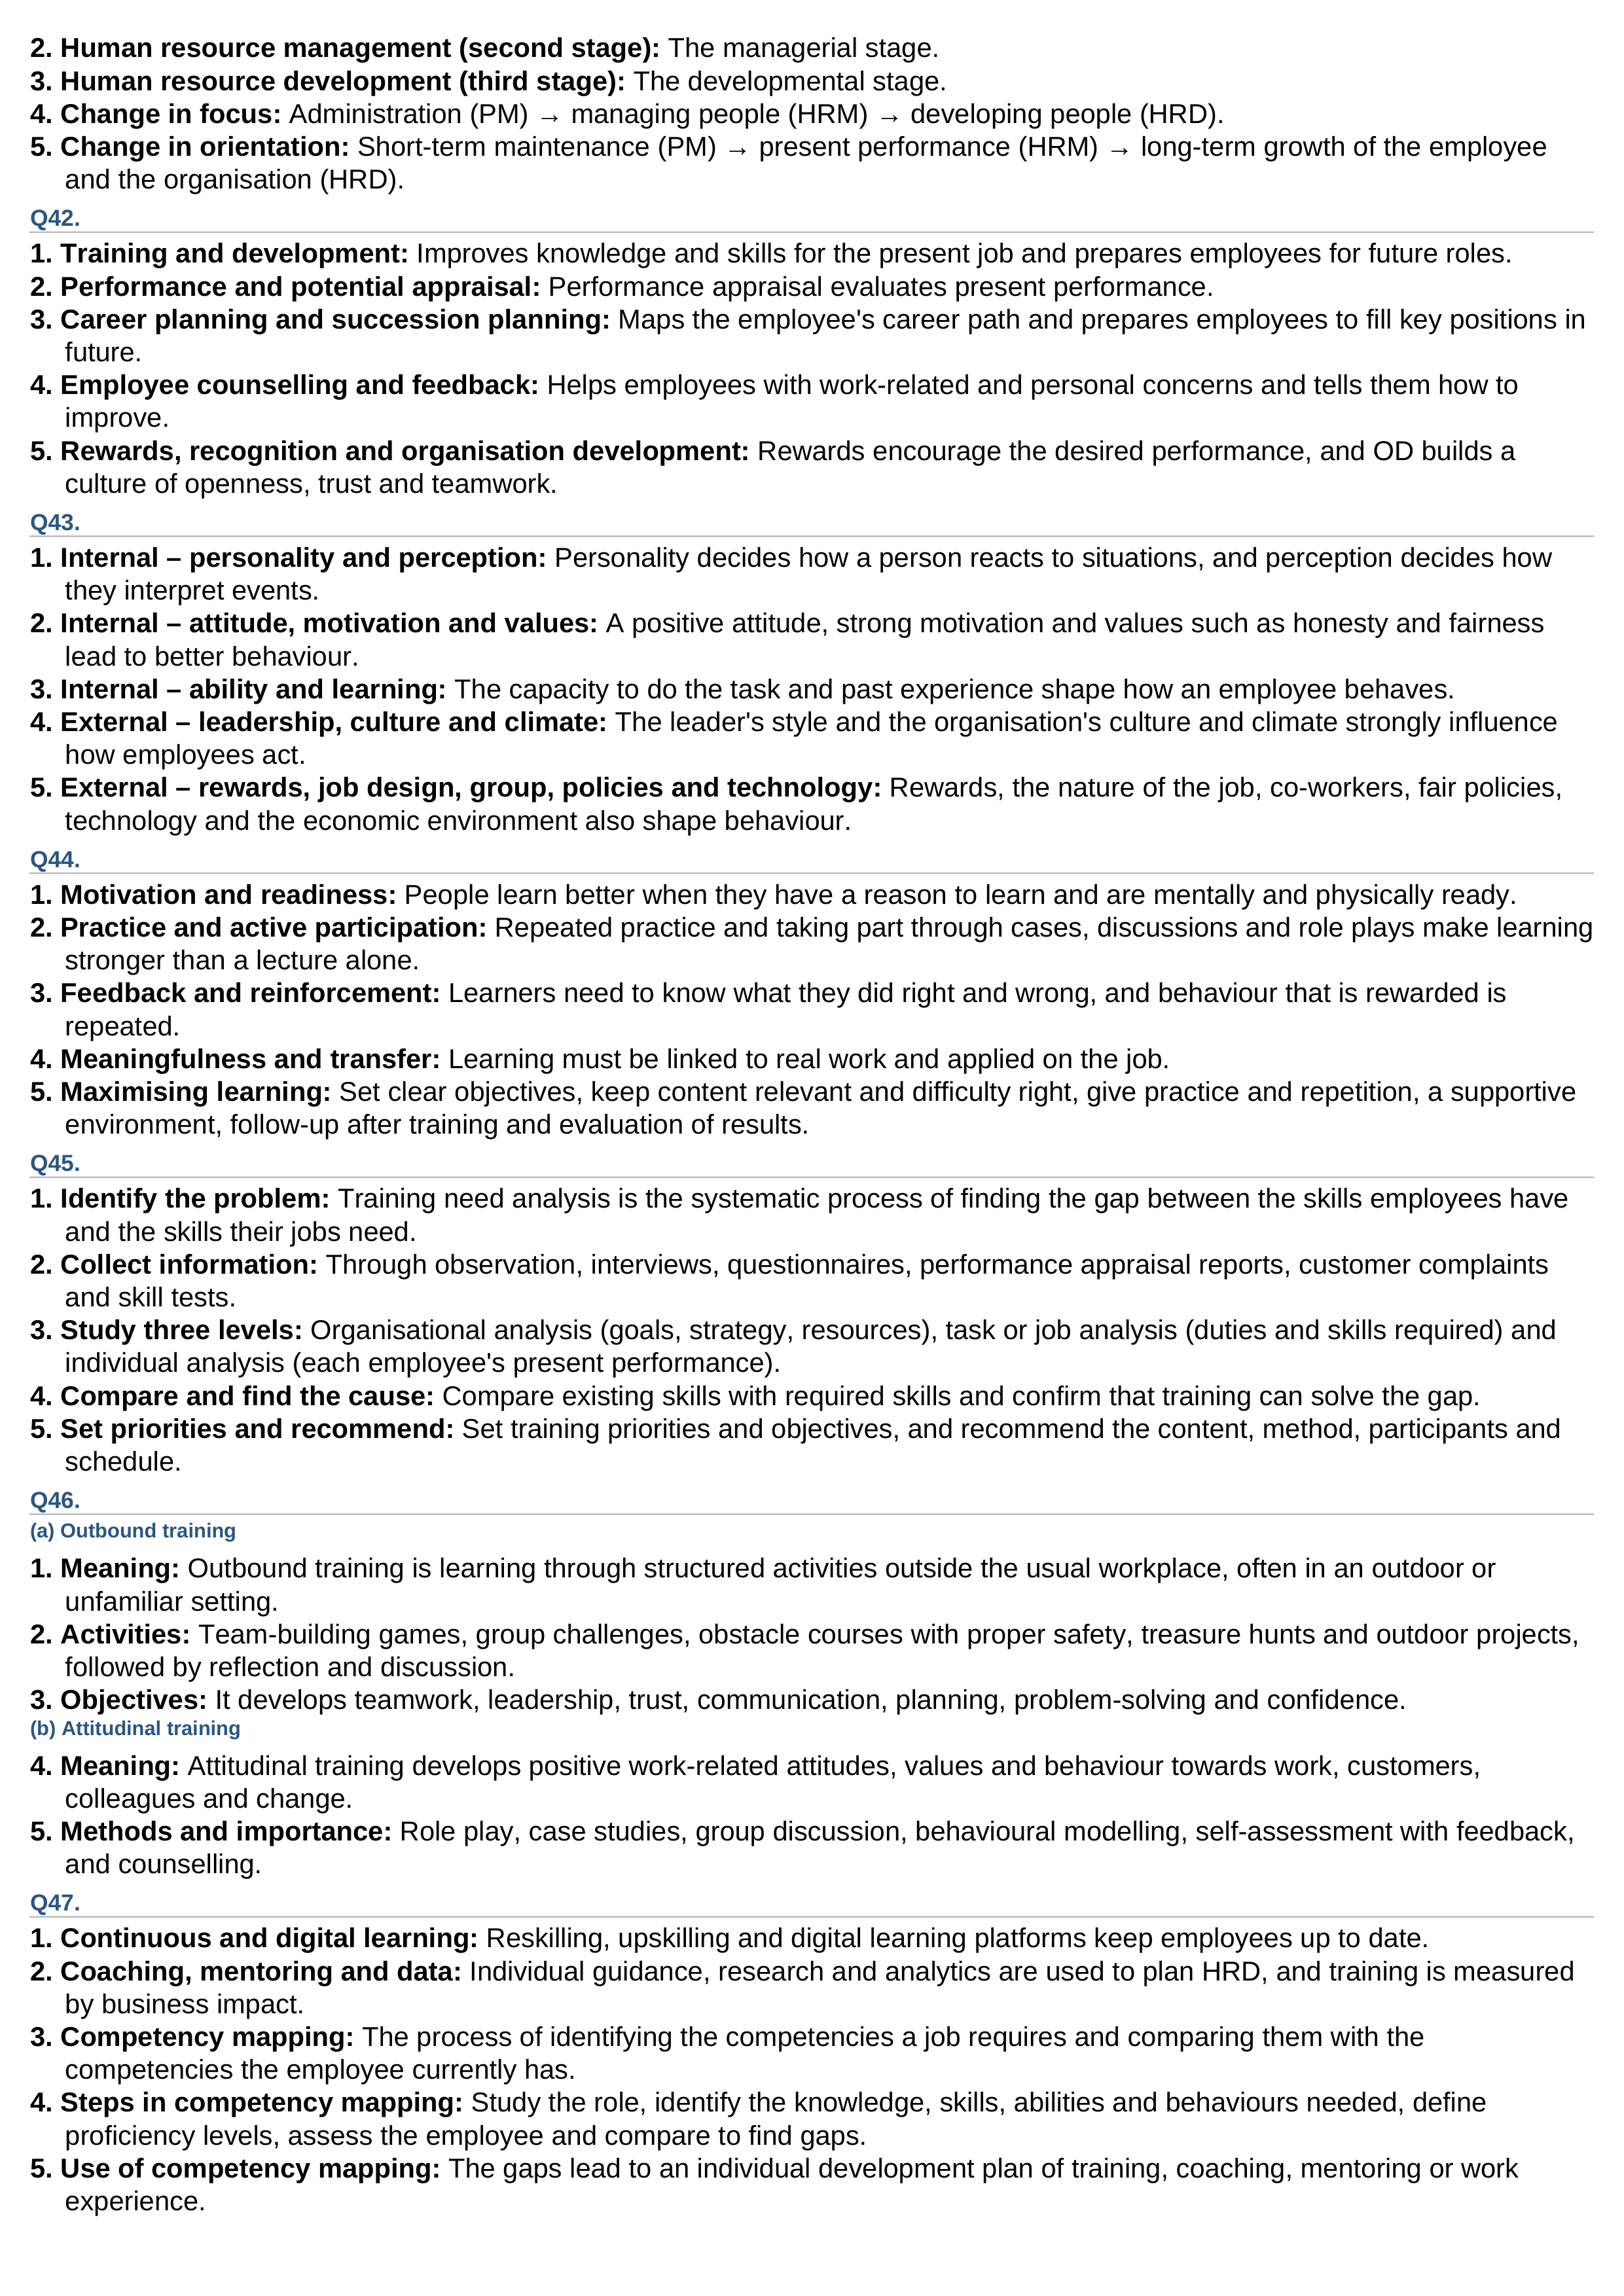 2. Human resource management (second stage): The managerial stage.
3. Human resource development (third stage): The developmental stage.
4. Change in focus: Administration (PM) → managing people (HRM) → developing people (HRD).
5. Change in orientation: Short-term maintenance (PM) → present performance (HRM) → long-term growth of the employee
and the organisation (HRD).
Q42.
1. Training and development: Improves knowledge and skills for the present job and prepares employees for future roles.
2. Performance and potential appraisal: Performance appraisal evaluates present performance.
3. Career planning and succession planning: Maps the employee's career path and prepares employees to fill key positions in
future.
4. Employee counselling and feedback: Helps employees with work-related and personal concerns and tells them how to
improve.
5. Rewards, recognition and organisation development: Rewards encourage the desired performance, and OD builds a
culture of openness, trust and teamwork.
Q43.
1. Internal – personality and perception: Personality decides how a person reacts to situations, and perception decides how
they interpret events.
2. Internal – attitude, motivation and values: A positive attitude, strong motivation and values such as honesty and fairness
lead to better behaviour.
3. Internal – ability and learning: The capacity to do the task and past experience shape how an employee behaves.
4. External – leadership, culture and climate: The leader's style and the organisation's culture and climate strongly influence
how employees act.
5. External – rewards, job design, group, policies and technology: Rewards, the nature of the job, co-workers, fair policies,
technology and the economic environment also shape behaviour.
Q44.
1. Motivation and readiness: People learn better when they have a reason to learn and are mentally and physically ready.
2. Practice and active participation: Repeated practice and taking part through cases, discussions and role plays make learning
stronger than a lecture alone.
3. Feedback and reinforcement: Learners need to know what they did right and wrong, and behaviour that is rewarded is
repeated.
4. Meaningfulness and transfer: Learning must be linked to real work and applied on the job.
5. Maximising learning: Set clear objectives, keep content relevant and difficulty right, give practice and repetition, a supportive
environment, follow-up after training and evaluation of results.
Q45.
1. Identify the problem: Training need analysis is the systematic process of finding the gap between the skills employees have
and the skills their jobs need.
2. Collect information: Through observation, interviews, questionnaires, performance appraisal reports, customer complaints
and skill tests.
3. Study three levels: Organisational analysis (goals, strategy, resources), task or job analysis (duties and skills required) and
individual analysis (each employee's present performance).
4. Compare and find the cause: Compare existing skills with required skills and confirm that training can solve the gap.
5. Set priorities and recommend: Set training priorities and objectives, and recommend the content, method, participants and
schedule.
Q46.
(a) Outbound training
1. Meaning: Outbound training is learning through structured activities outside the usual workplace, often in an outdoor or
unfamiliar setting.
2. Activities: Team-building games, group challenges, obstacle courses with proper safety, treasure hunts and outdoor projects,
followed by reflection and discussion.
3. Objectives: It develops teamwork, leadership, trust, communication, planning, problem-solving and confidence.
(b) Attitudinal training
4. Meaning: Attitudinal training develops positive work-related attitudes, values and behaviour towards work, customers,
colleagues and change.
5. Methods and importance: Role play, case studies, group discussion, behavioural modelling, self-assessment with feedback,
and counselling.
Q47.
1. Continuous and digital learning: Reskilling, upskilling and digital learning platforms keep employees up to date.
2. Coaching, mentoring and data: Individual guidance, research and analytics are used to plan HRD, and training is measured
by business impact.
3. Competency mapping: The process of identifying the competencies a job requires and comparing them with the
competencies the employee currently has.
4. Steps in competency mapping: Study the role, identify the knowledge, skills, abilities and behaviours needed, define
proficiency levels, assess the employee and compare to find gaps.
5. Use of competency mapping: The gaps lead to an individual development plan of training, coaching, mentoring or work
experience.